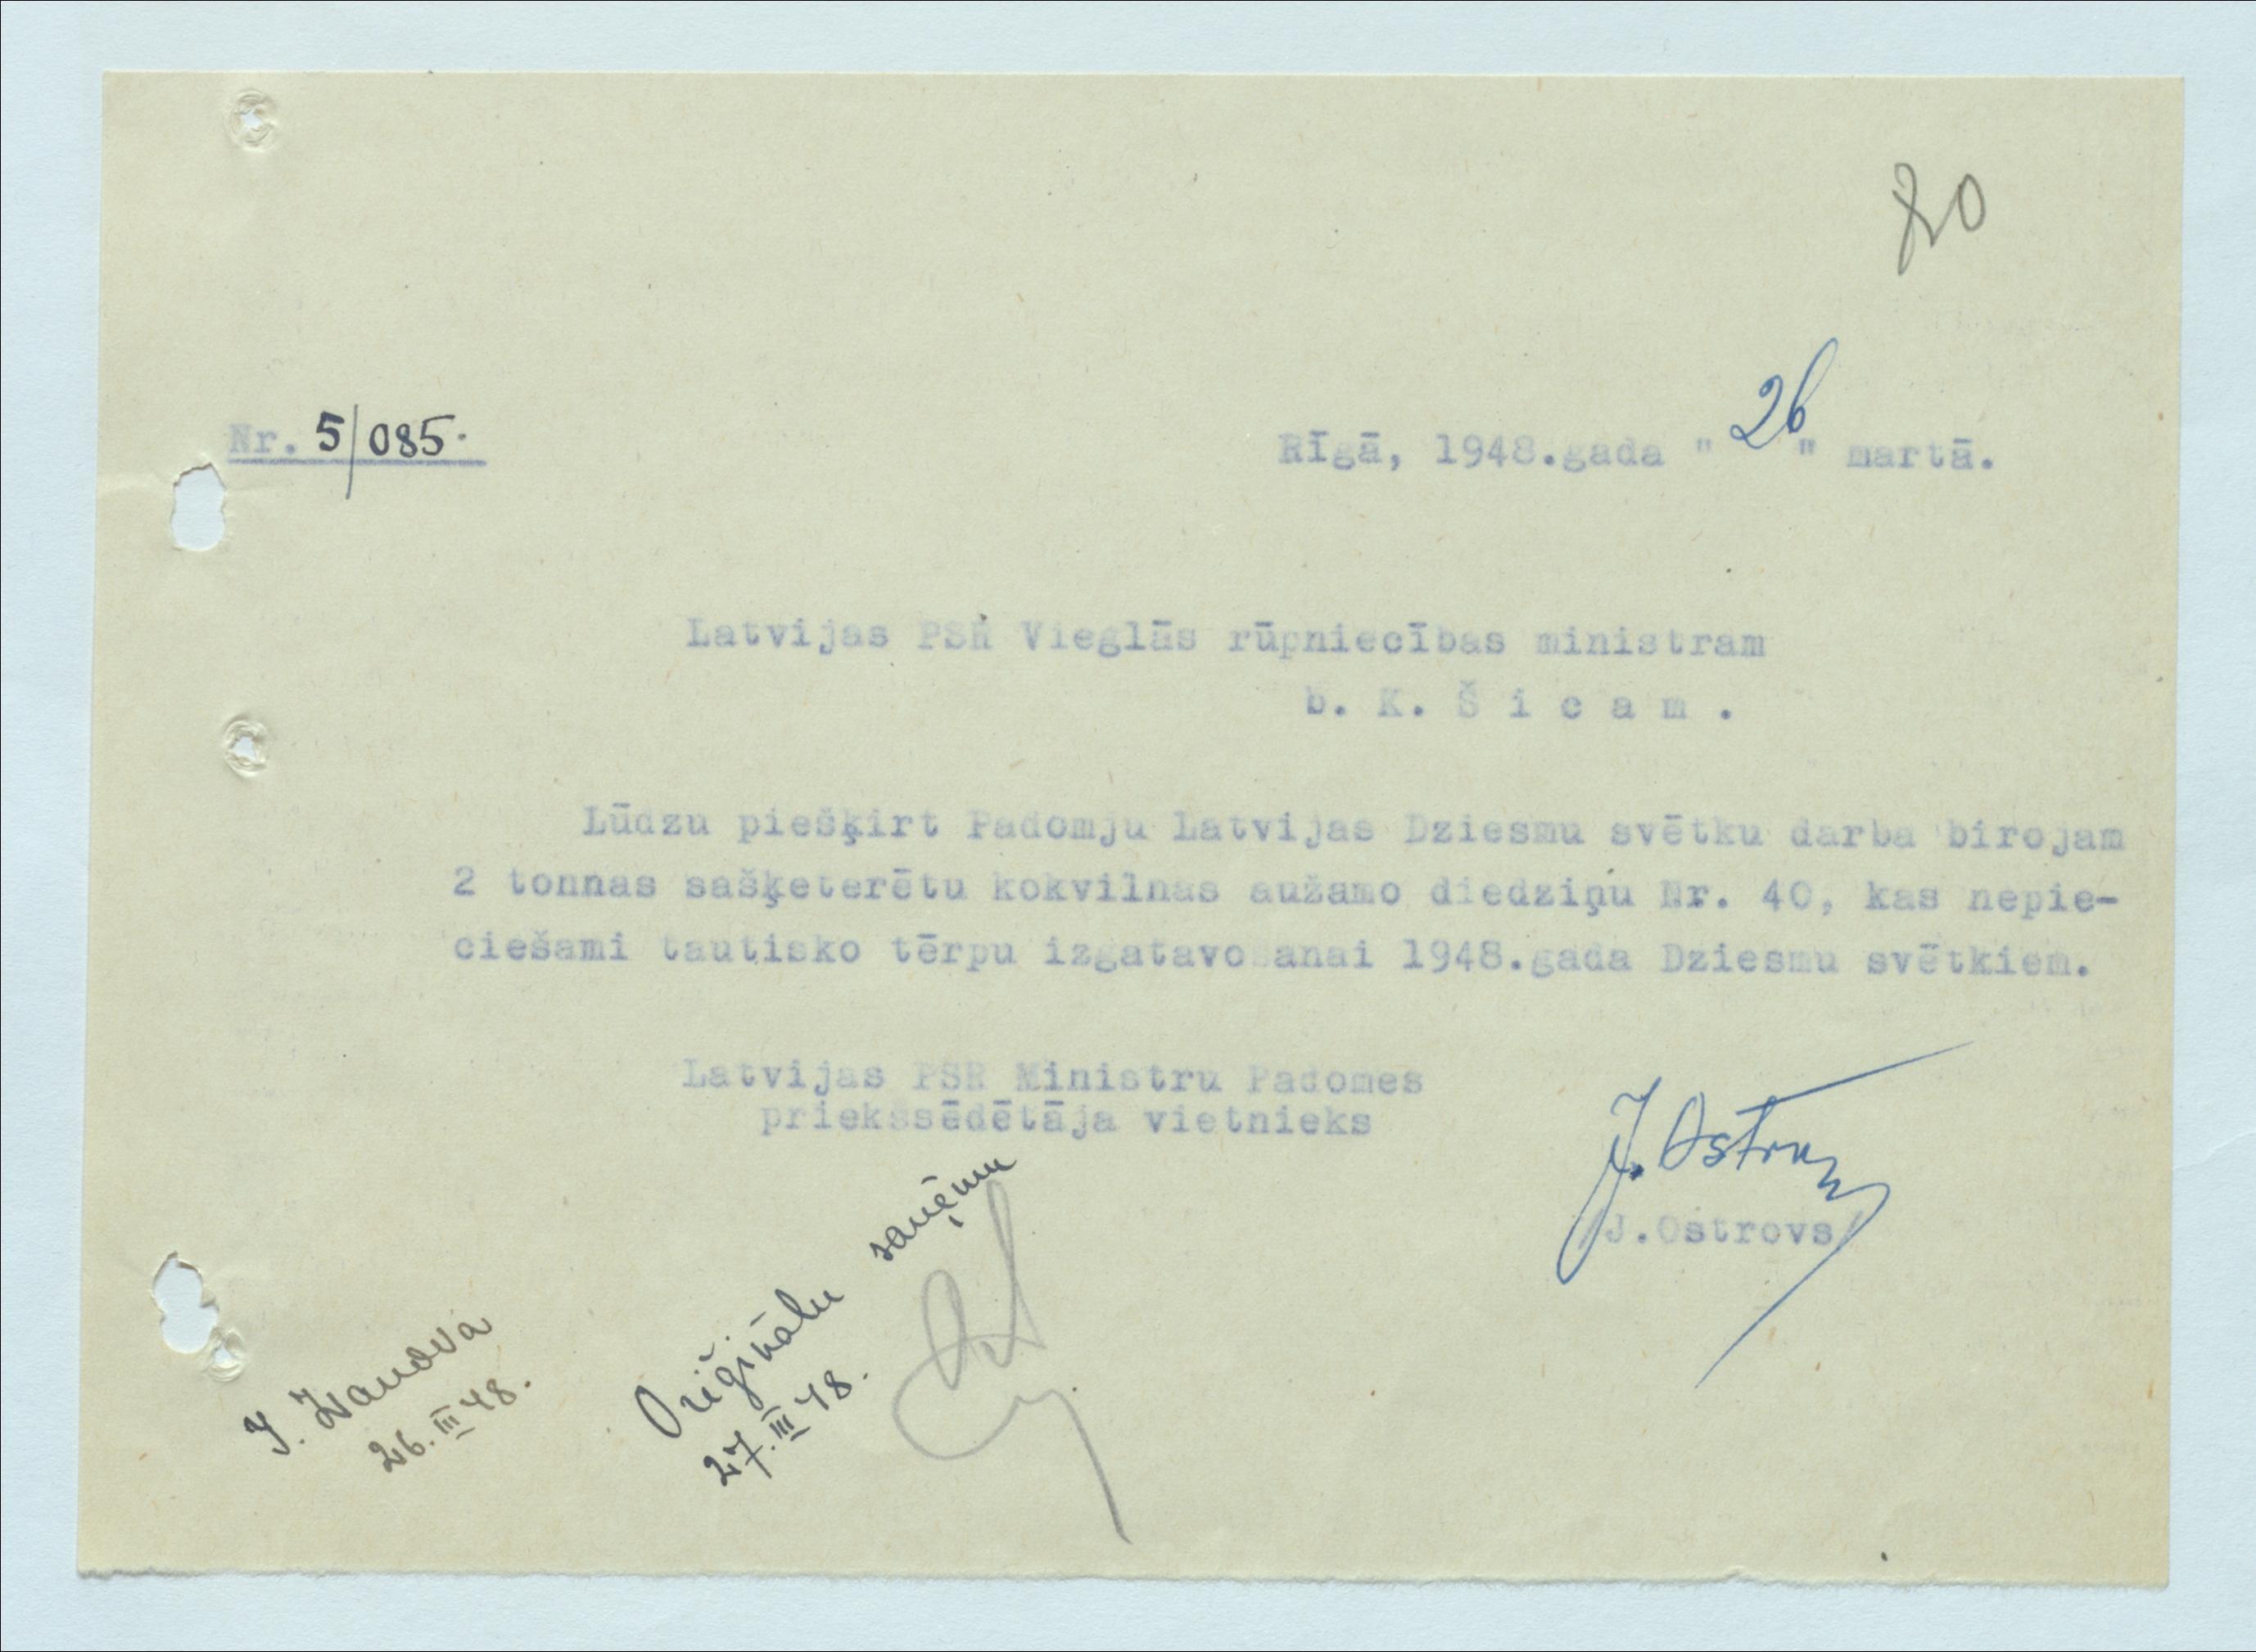 80
Nr. 5/085.
Rīgā, 1948.gada "26" martā.
Latvijas PSR Vieglās rūpniecības ministram
b. K. Š i c a m .
Lūdzu piešķirt Padomju Latvijas Dziesmu svētku darba birojam
2 tonnas sašķeterētu kokvilnas aužamo diedziņu Nr. 40, kas nepie-
ciešami tautisko tērpu izgatavošanai 1948.gada Dziesmu svētkiem.
Latvijas PSR Ministru Padomes
priekšsēdētāja vietnieks
J. Ostrov
/J.Ostrovs/
Oriģinālu saņēmu
27.III 48.
J. Ivanova
26.III 48.